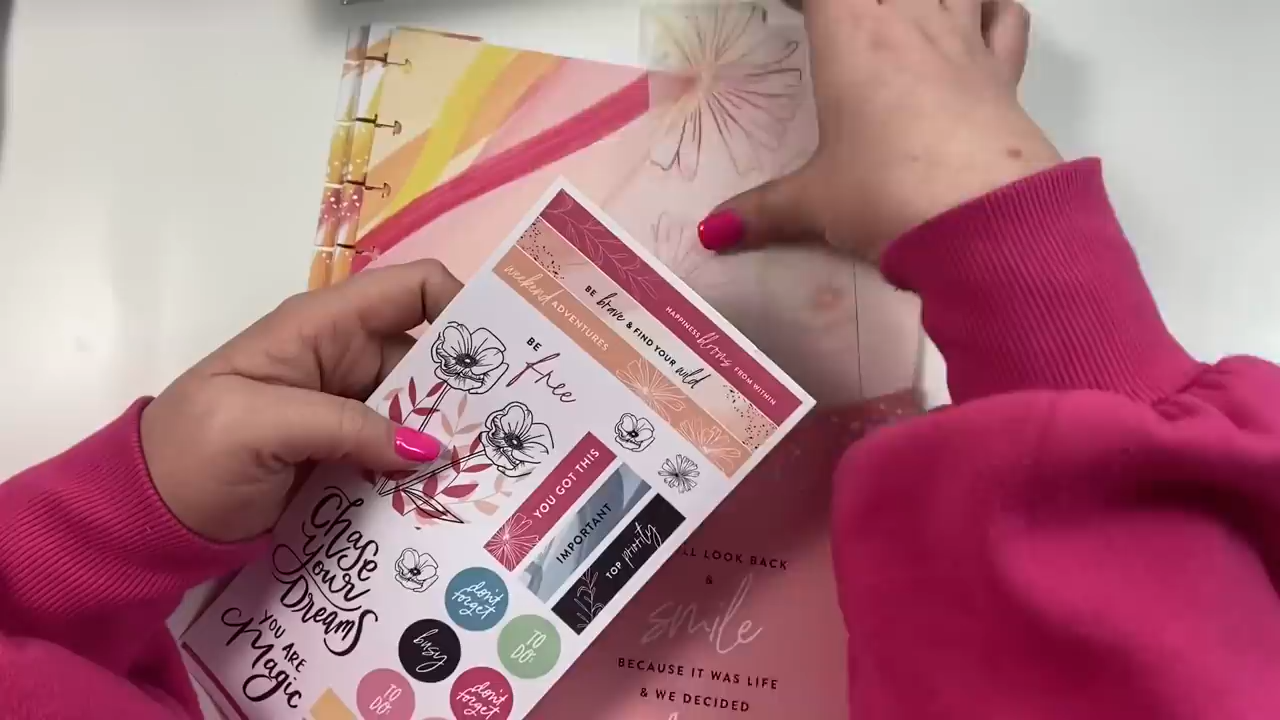 HAPPINESS blooms FROM WITHIN
BE brave & FIND YOUR wild
weekend ADVENTURES
BE
free
YOU GOT THIS
IMPORTANT
TOP priority
Chase
Your
Dreams
YOU ARE
Magic
don't
forget
busy
TO
DO:
TO
DO:
don't
forget
LOOK BACK
&
smile
BECAUSE IT WAS LIFE
& WE DECIDED